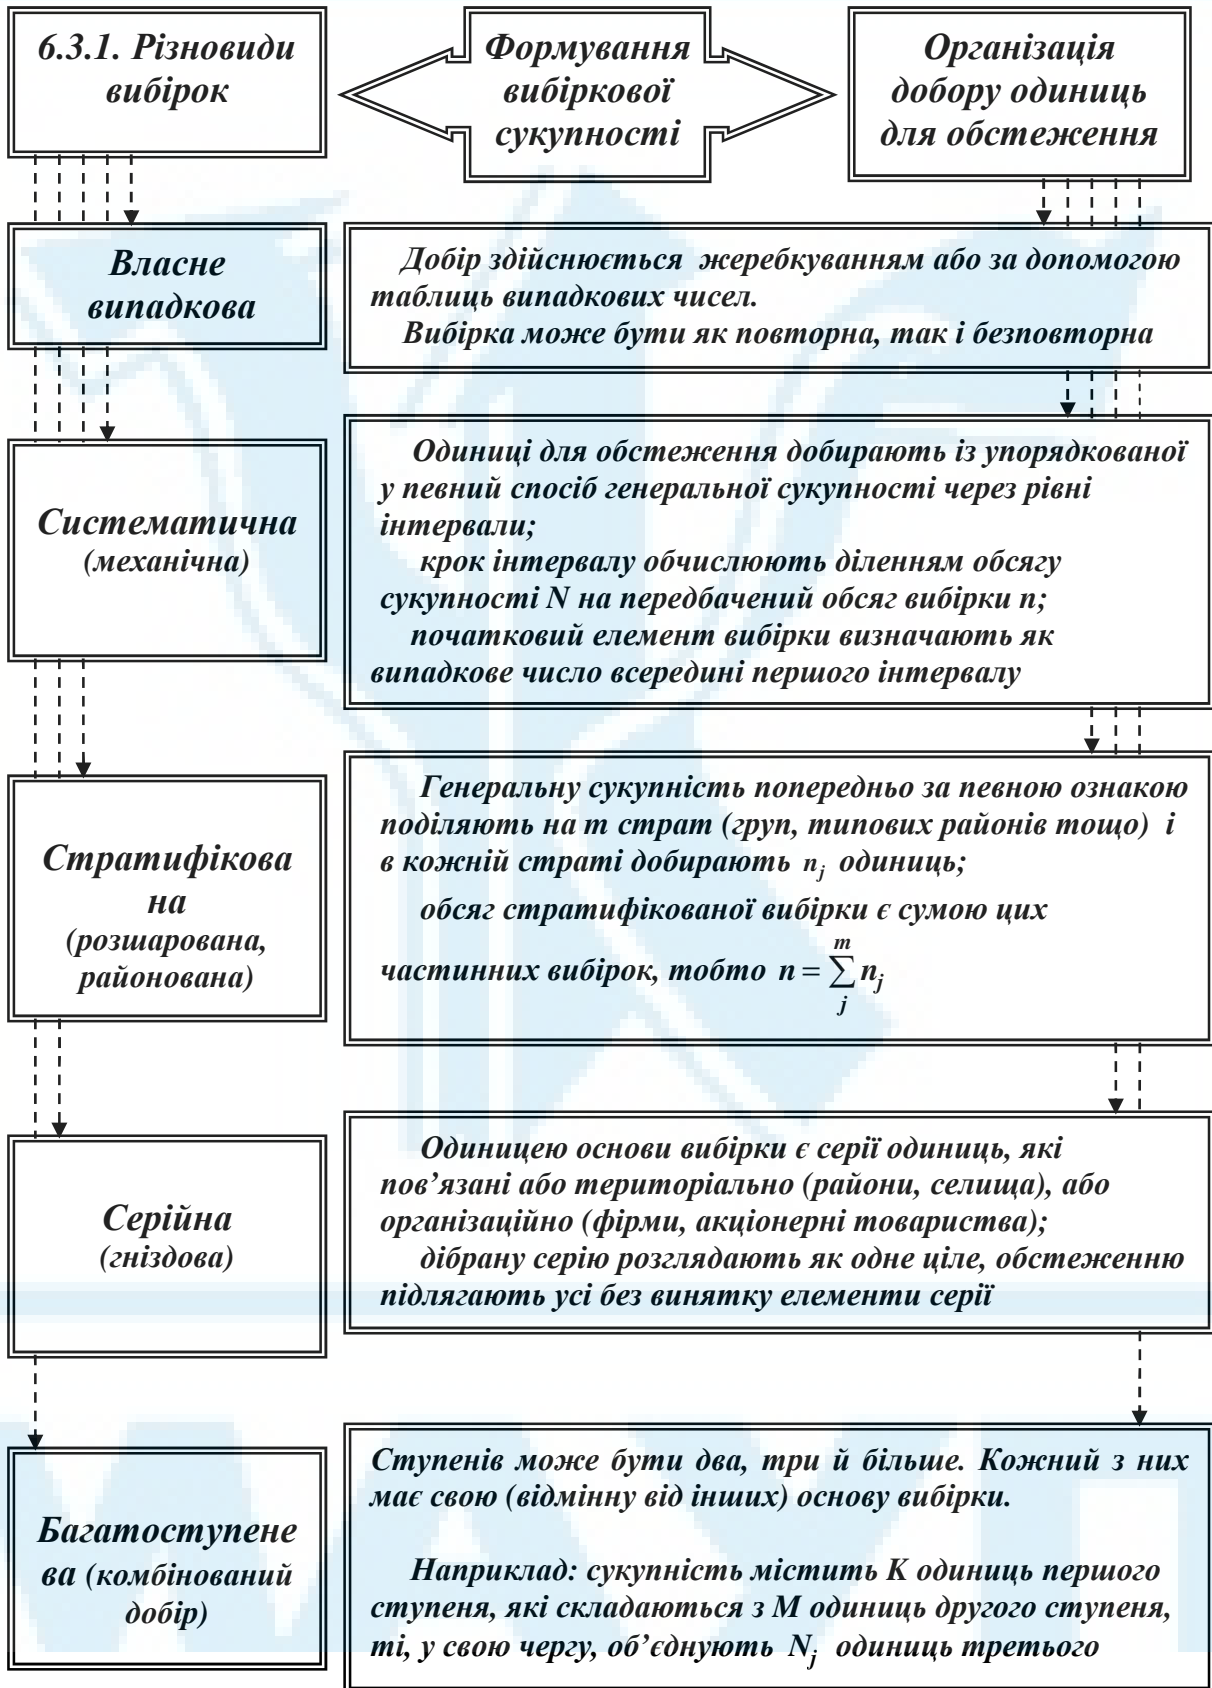 6.3.1. Різновиди
вибірок
Формування
вибіркової
сукупності
Організація
добору одиниць
для обстеження
Власне
випадкова
Добір здійснюється жеребкуванням або за допомогою
таблиць випадкових чисел.
Вибірка може бути як повторна, так і безповторна
Систематична
(механічна)
Одиниці для обстеження добирають із упорядкованої
у певний спосіб генеральної сукупності через рівні
інтервали;
крок інтервалу обчислюють діленням обсягу
сукупності N на передбачений обсяг вибірки n;
початковий елемент вибірки визначають як
випадкове число всередині першого інтервалу
Стратифікова
на
(розшарована,
районована)
Генеральну сукупність попередньо за певною ознакою
поділяють на m страт (груп, типових районів тощо) і
в кожній страті добирають n_j одиниць;
обсяг стратифікованої вибірки є сумою цих
частинних вибірок, тобто n = ∑_j^m n_j
Серійна
(гніздова)
Одиницею основи вибірки є серії одиниць, які
пов’язані або територіально (райони, селища), або
організаційно (фірми, акціонерні товариства);
дібрану серію розглядають як одне ціле, обстеженню
підлягають усі без винятку елементи серії
Багатоступене
ва (комбінований
добір)
Ступенів може бути два, три й більше. Кожний з них
має свою (відмінну від інших) основу вибірки.
Наприклад: сукупність містить K одиниць першого
ступеня, які складаються з M одиниць другого ступеня,
ті, у свою чергу, об’єднують N_j одиниць третього
МАУП